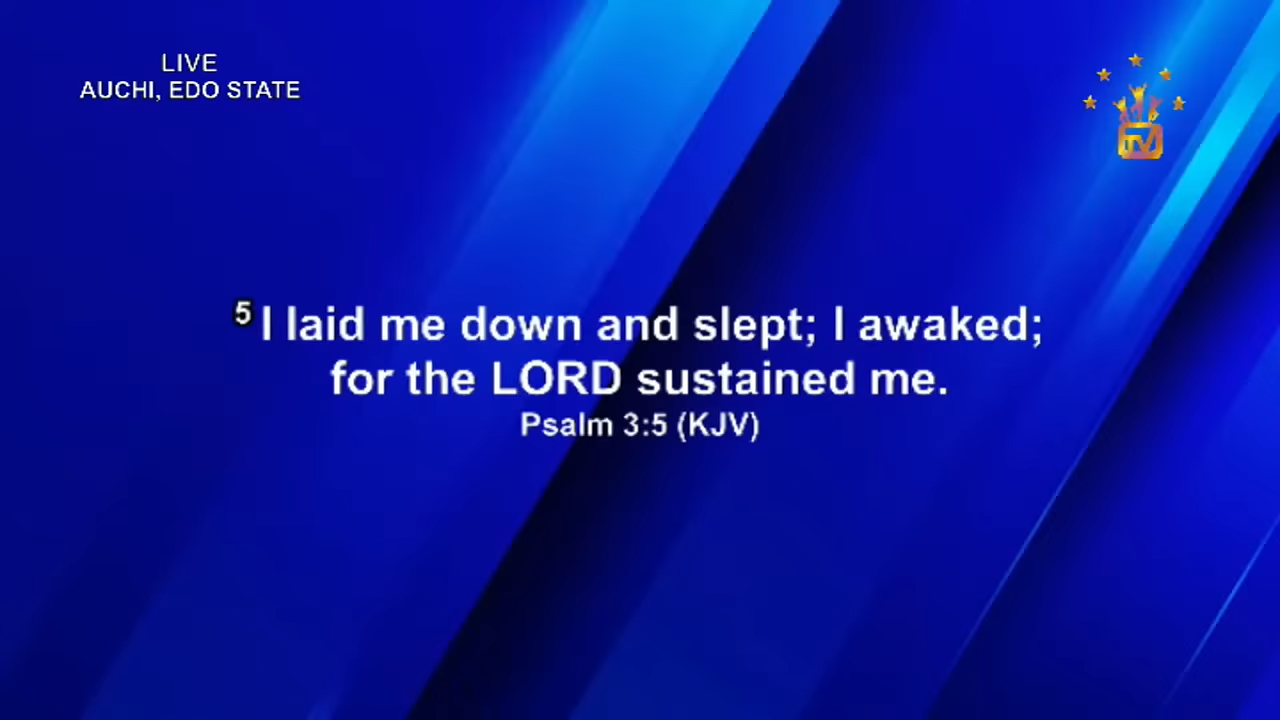 LIVE
AUCHI, EDO STATE
TV
5 I laid me down and slept; I awaked;
for the LORD sustained me.
Psalm 3:5 (KJV)